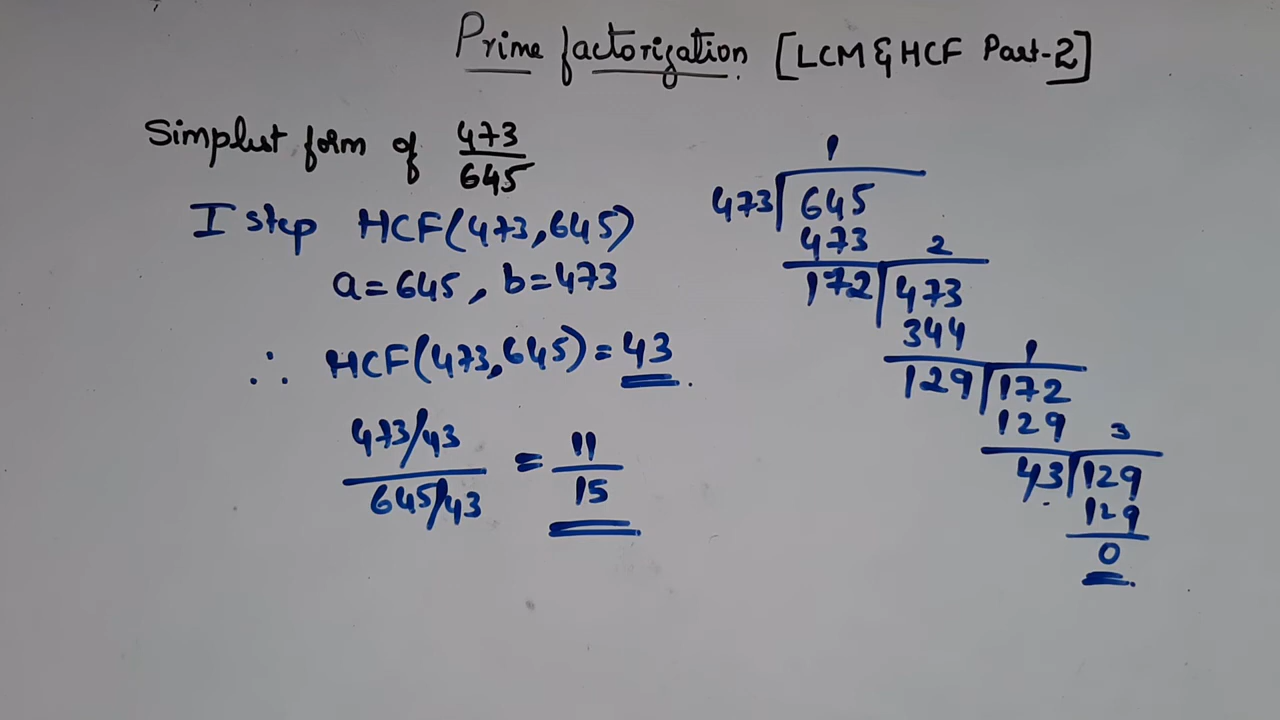 Prime factorization [LCM & HCF Part-2]
Simplest form of 473/645
I step HCF(473,645)
a=645, b=473
∴ HCF(473,645) = 43.
473/43
645/43
= 11/15
1
473 645
473 2
172 473
344 1
129 172
129 3
43 129
129
0